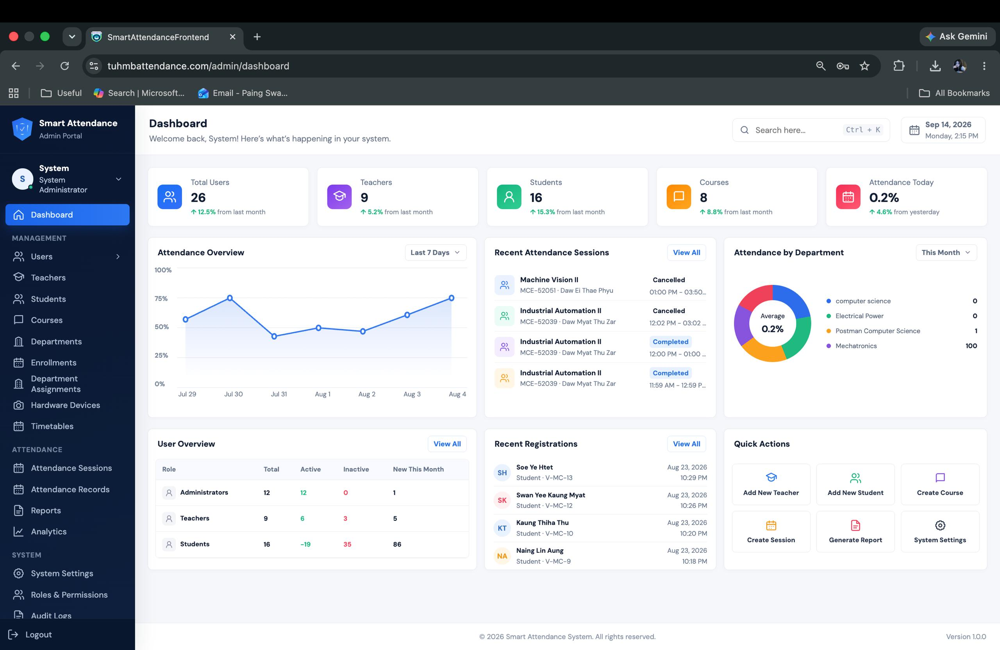 SmartAttendanceFrontend
Ask Gemini
tuhmbattendance.com/admin/dashboard
Useful
Search | Microsoft...
Email - Paing Swa...
All Bookmarks
Smart Attendance
Admin Portal
S
System
System
Administrator
Dashboard
MANAGEMENT
Users
Teachers
Students
Courses
Departments
Enrollments
Department
Assignments
Hardware Devices
Timetables
ATTENDANCE
Attendance Sessions
Attendance Records
Reports
Analytics
SYSTEM
System Settings
Roles & Permissions
Audit Logs
Logout
Dashboard
Welcome back, System! Here's what's happening in your system.
Search here...
Ctrl + K
Sep 14, 2026
Monday, 2:15 PM
Total Users
26
↑ 12.5% from last month
Teachers
9
↑ 5.2% from last month
Students
16
↑ 15.3% from last month
Courses
8
↑ 8.8% from last month
Attendance Today
0.2%
↑ 4.6% from yesterday
Attendance Overview
Last 7 Days
100%
75%
50%
25%
0%
Jul 29 Jul 30 Jul 31 Aug 1 Aug 2 Aug 3 Aug 4
Recent Attendance Sessions
View All
Machine Vision II Cancelled
MCE-52051 · Daw Ei Thae Phyu 01:00 PM - 03:50...
Industrial Automation II Cancelled
MCE-52039 · Daw Myat Thu Zar 12:02 PM - 03:02 ...
Industrial Automation II Completed
MCE-52039 · Daw Myat Thu Zar 12:00 PM - 01:00 ...
Industrial Automation II Completed
MCE-52039 · Daw Myat Thu Zar 11:59 AM - 12:59 P...
Attendance by Department
This Month
Average
0.2%
computer science 0
Electrical Power 0
Postman Computer Science 1
Mechatronics 100
User Overview
View All
Role Total Active Inactive New This Month
Administrators 12 12 0 1
Teachers 9 6 3 5
Students 16 -19 35 86
Recent Registrations
View All
SH
Soe Ye Htet Aug 23, 2026
Student · V-MC-13 10:29 PM
SK
Swan Yee Kaung Myat Aug 23, 2026
Student · V-MC-12 10:26 PM
KT
Kaung Thiha Thu Aug 23, 2026
Student · V-MC-10 10:20 PM
NA
Naing Lin Aung Aug 23, 2026
Student · V-MC-9 10:18 PM
Quick Actions
Add New Teacher
Add New Student
Create Course
Create Session
Generate Report
System Settings
© 2026 Smart Attendance System. All rights reserved.
Version 1.0.0